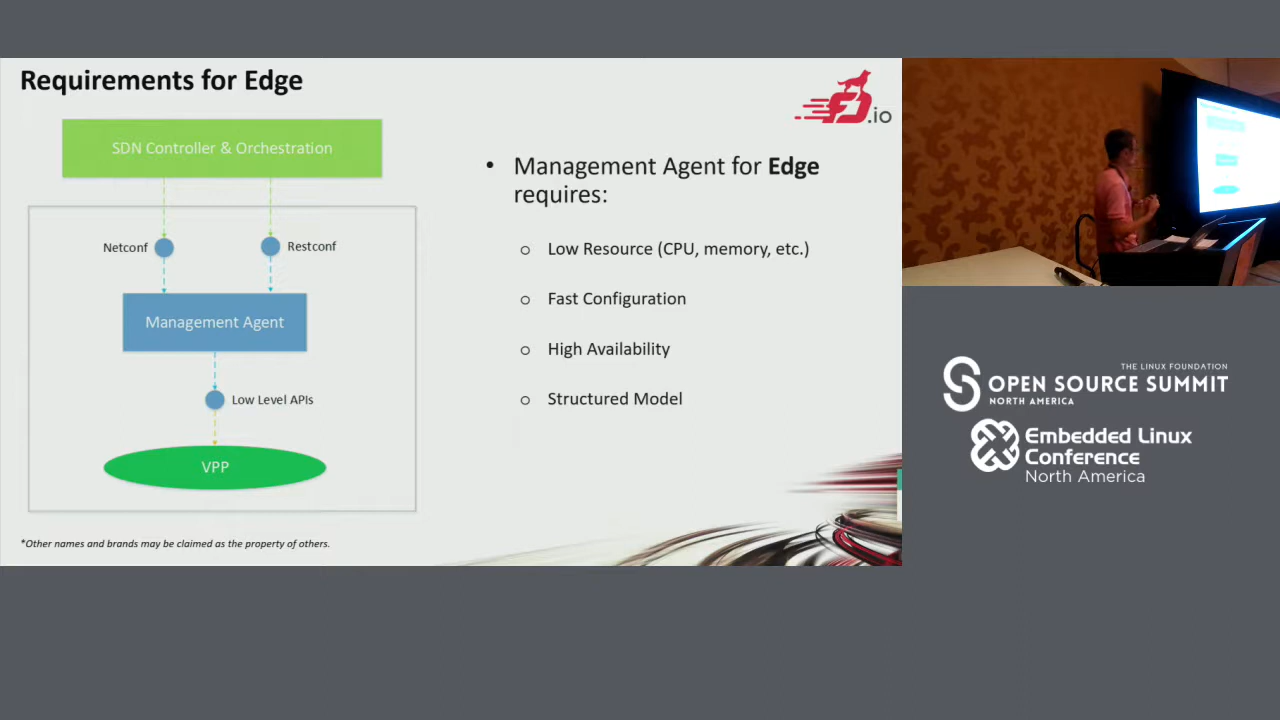 Requirements for Edge
.io
SDN Controller & Orchestration
Netconf
Restconf
Management Agent
Low Level APIs
VPP
• Management Agent for Edge
requires:
o Low Resource (CPU, memory, etc.)
o Fast Configuration
o High Availability
o Structured Model
*Other names and brands may be claimed as the property of others.
THE LINUX FOUNDATION
OPEN SOURCE SUMMIT
NORTH AMERICA
Embedded Linux
Conference
North America